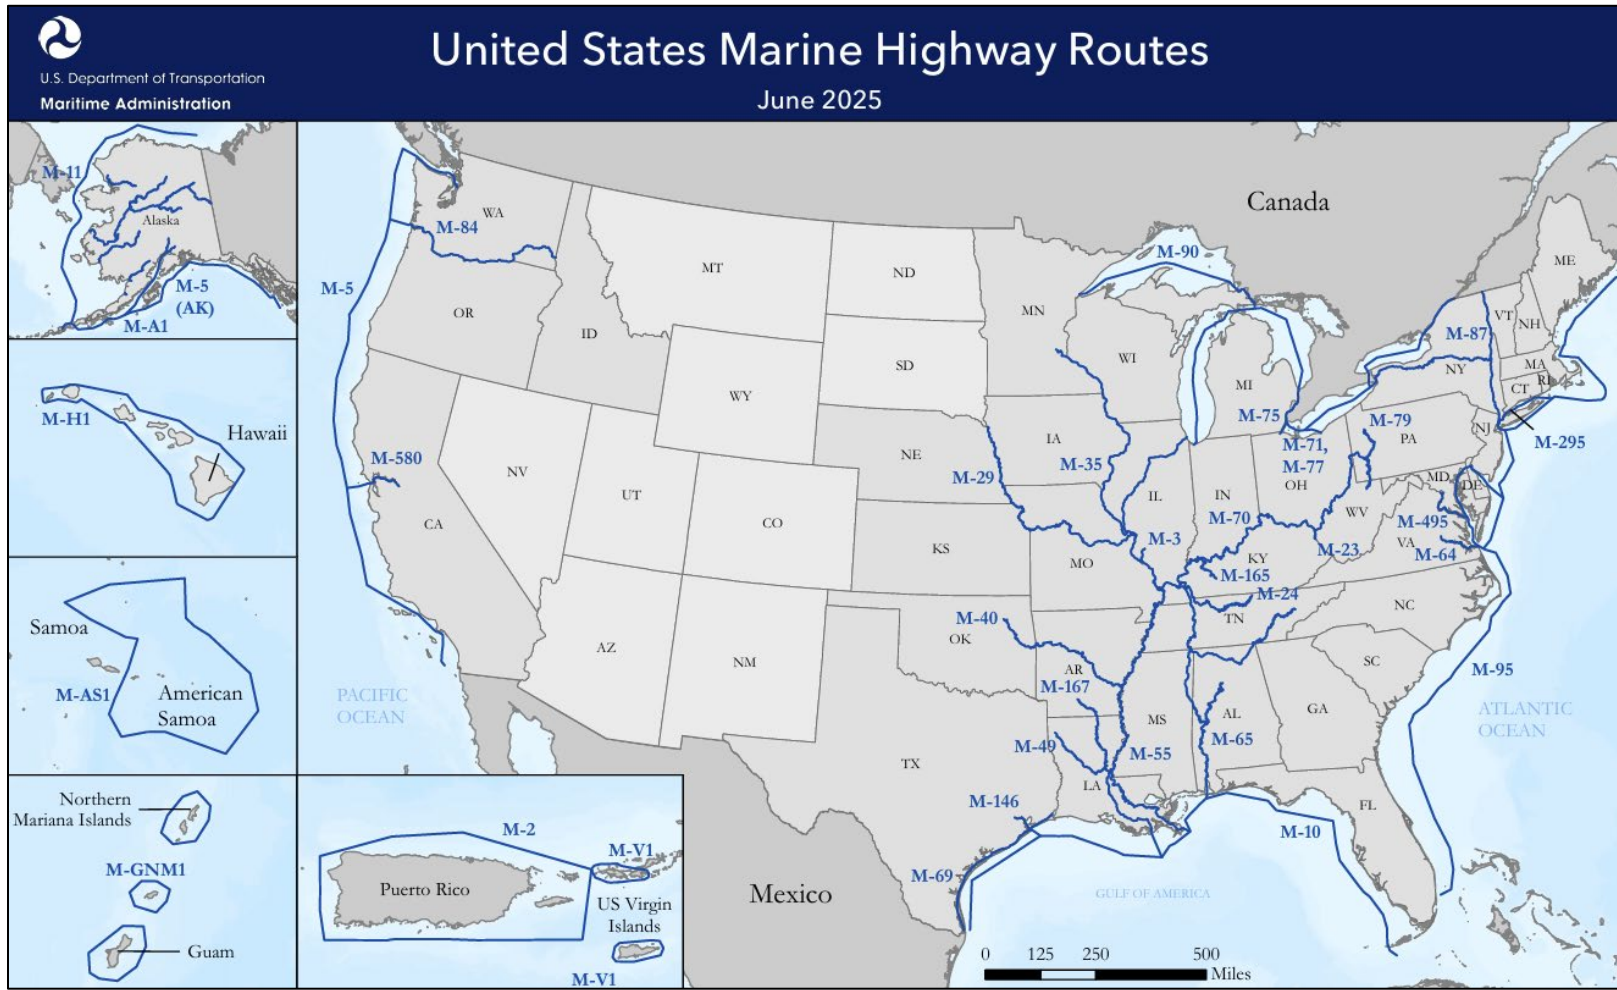 United States Marine Highway Routes
June 2025
U.S. Department of Transportation
Maritime Administration
M-11
Alaska
M-5
(AK)
M-A1
M-H1
Hawaii
Samoa
M-AS1
American
Samoa
Northern
Mariana Islands
M-GNM1
Guam
M-2
M-V1
Puerto Rico
US Virgin
Islands
M-V1
Canada
WA
M-84
M-5
OR
ID
MT
ND
MN
M-90
ME
SD
WI
VT
NH
M-87
WY
MI
NY
MA
CT
RI
M-75
M-79
M-580
NV
NE
IA
M-35
M-29
M-71,
M-77
OH
PA
NJ
M-295
UT
CO
CA
IL
IN
M-70
MD
DE
WV
M-495
VA
M-64
KS
MO
M-3
KY
M-23
M-165
M-24
M-40
OK
TN
NC
AZ
NM
AR
M-167
SC
M-95
PACIFIC
OCEAN
ATLANTIC
OCEAN
MS
AL
GA
M-49
M-55
M-65
TX
LA
M-146
FL
M-10
M-69
Mexico
GULF OF AMERICA
0 125 250 500
Miles